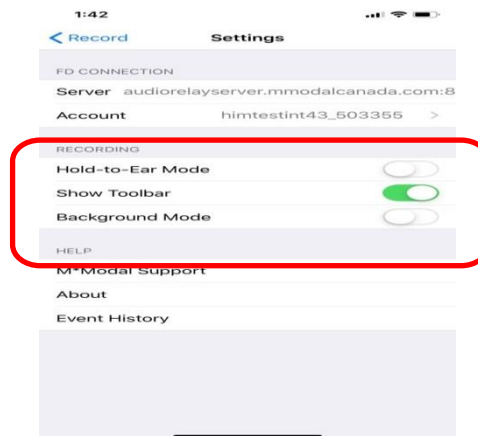 1:42
Record Settings
FD CONNECTION
Server audiorelayserver.mmodalcanada.com:8
Account himtestint43_503355 >
RECORDING
Hold-to-Ear Mode
Show Toolbar
Background Mode
HELP
M*Modal Support
About
Event History